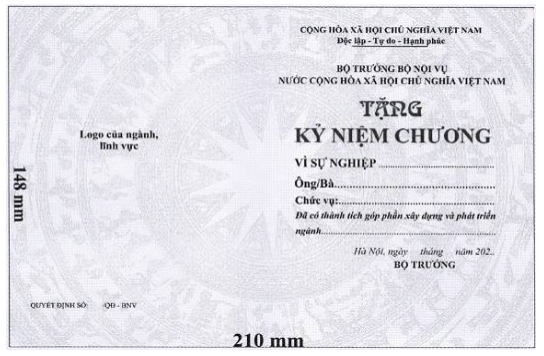 CỘNG HÒA XÃ HỘI CHỦ NGHĨA VIỆT NAM
Độc lập - Tự do - Hạnh phúc
BỘ TRƯỞNG BỘ NỘI VỤ
NƯỚC CỘNG HÒA XÃ HỘI CHỦ NGHĨA VIỆT NAM
TẶNG
KỶ NIỆM CHƯƠNG
Logo của ngành,
lĩnh vực
VÌ SỰ NGHIỆP
Ông/Bà
Chức vụ:
Đã có thành tích góp phần xây dựng và phát triển
ngành
Hà Nội, ngày tháng năm 202..
BỘ TRƯỞNG
QUYẾT ĐỊNH SỐ: QĐ - BNV
148 mm
210 mm